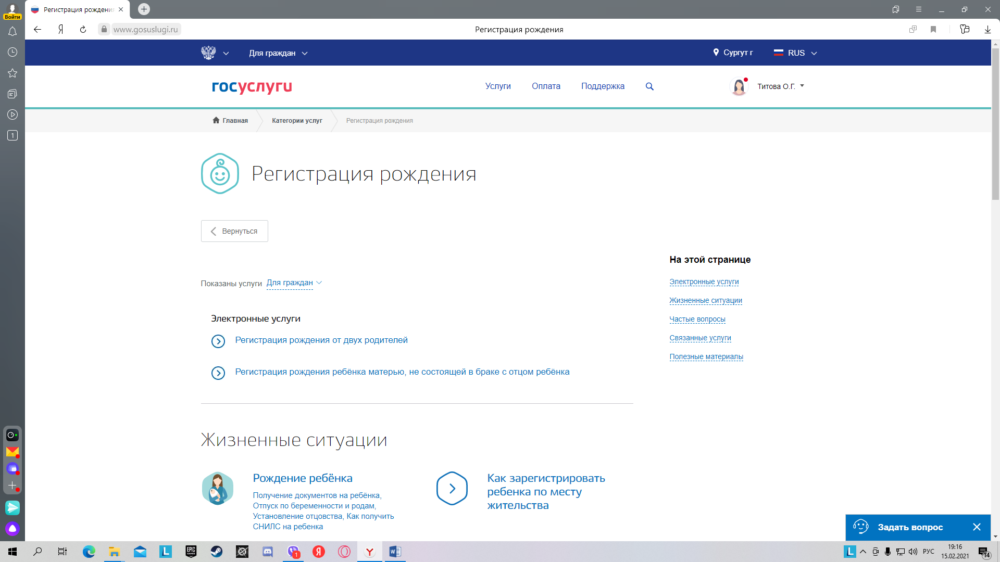 Регистрация рождения
Войти
www.gosuslugi.ru
Регистрация рождения
Для граждан
Сургут г
RUS
госуслуги
Услуги
Оплата
Поддержка
Титова О.Г.
Главная
Категории услуг
Регистрация рождения
1
Регистрация рождения
Вернуться
На этой странице
Показаны услуги Для граждан
Электронные услуги
Жизненные ситуации
Частые вопросы
Связанные услуги
Полезные материалы
Электронные услуги
Регистрация рождения от двух родителей
Регистрация рождения ребёнка матерью, не состоящей в браке с отцом ребёнка
Жизненные ситуации
Рождение ребёнка
Получение документов на ребёнка,
Отпуск по беременности и родам,
Установление отцовства, Как получить
СНИЛС на ребенка
Как зарегистрировать
ребенка по месту
жительства
Задать вопрос
L
EPIC
GAMES
1
Я
Y
W
L
РУС
19:16
15.02.2021
14